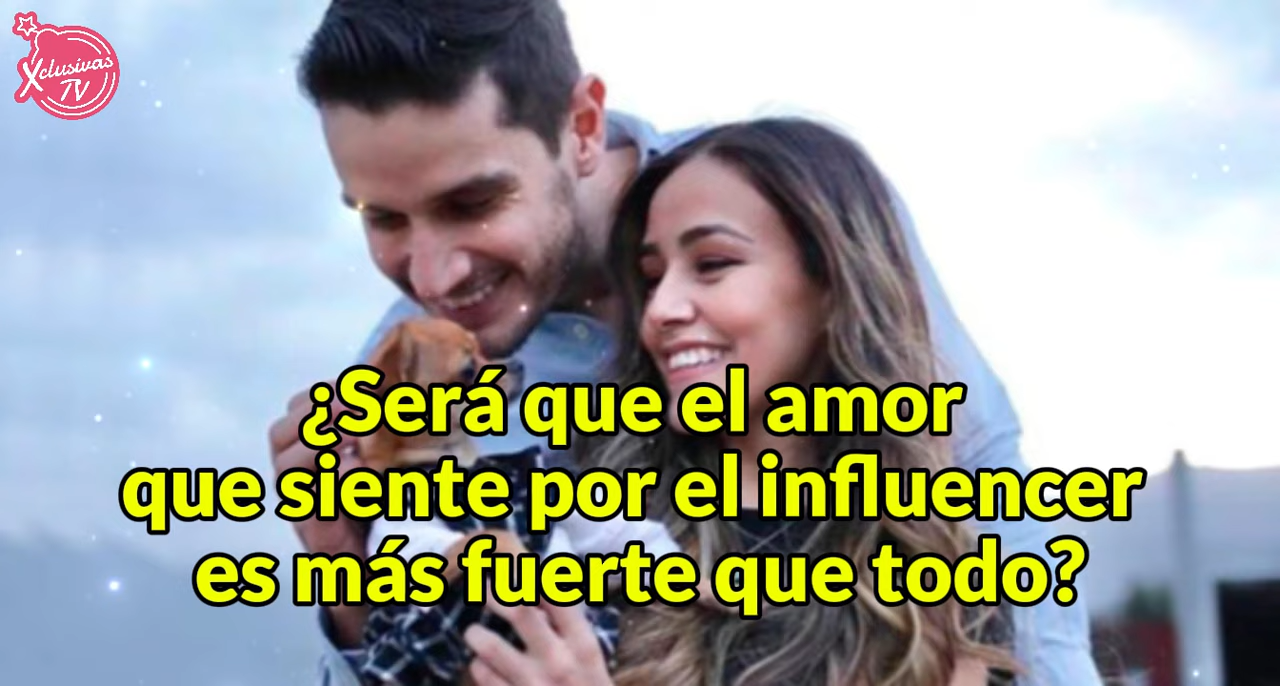 Xclusivas
TV
¿Será que el amor
que siente por el influencer
es más fuerte que todo?